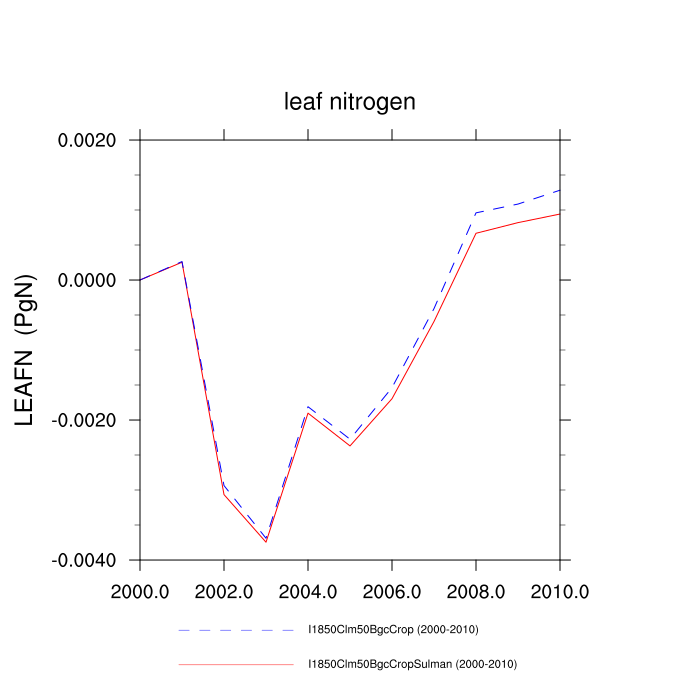 leaf nitrogen
LEAFN (PgN)
0.0020
0.0000
-0.0020
-0.0040
2000.0 2002.0 2004.0 2006.0 2008.0 2010.0
I1850Clm50BgcCrop (2000-2010)
I1850Clm50BgcCropSulman (2000-2010)